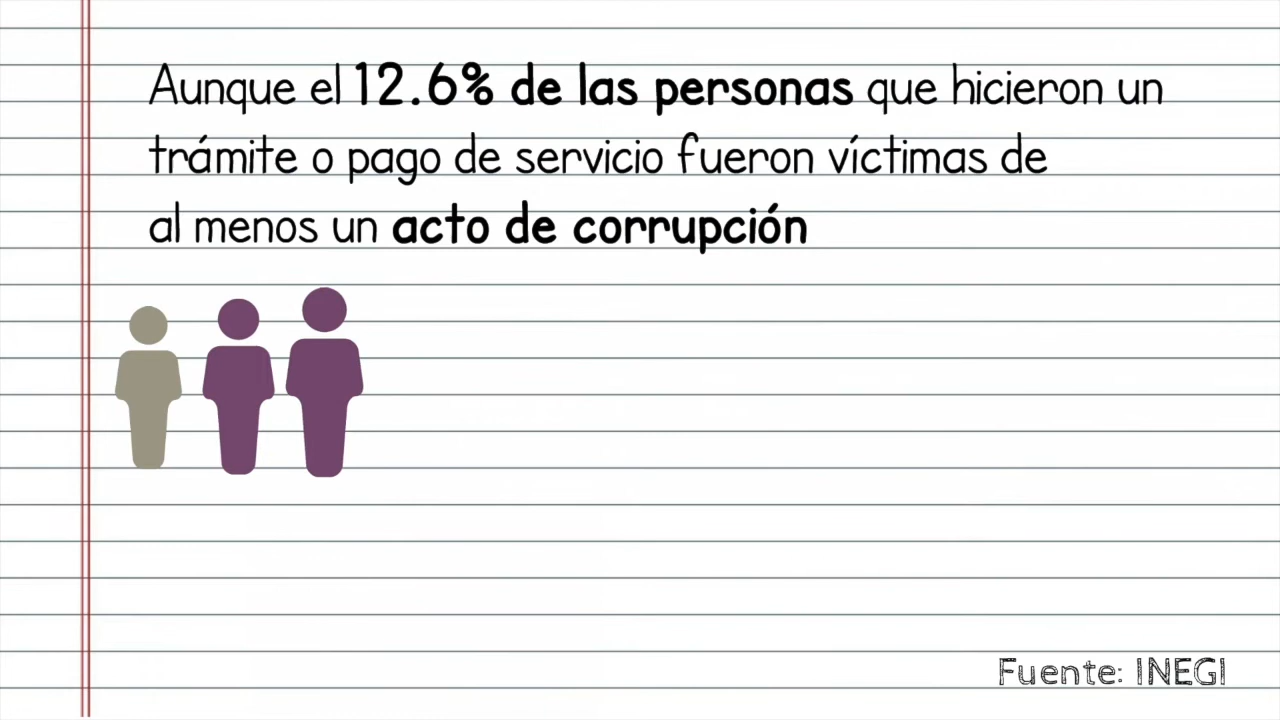 Aunque el 12.6% de las personas que hicieron un
trámite o pago de servicio fueron víctimas de
al menos un acto de corrupción
Fuente: INEGI